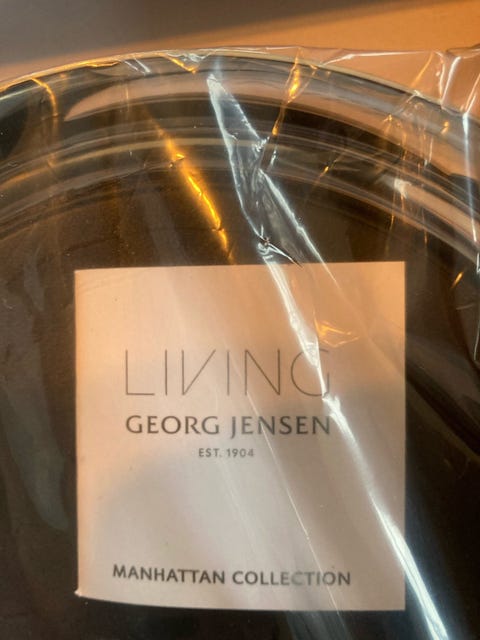 LIVING
GEORG JENSEN
EST. 1904
MANHATTAN COLLECTION